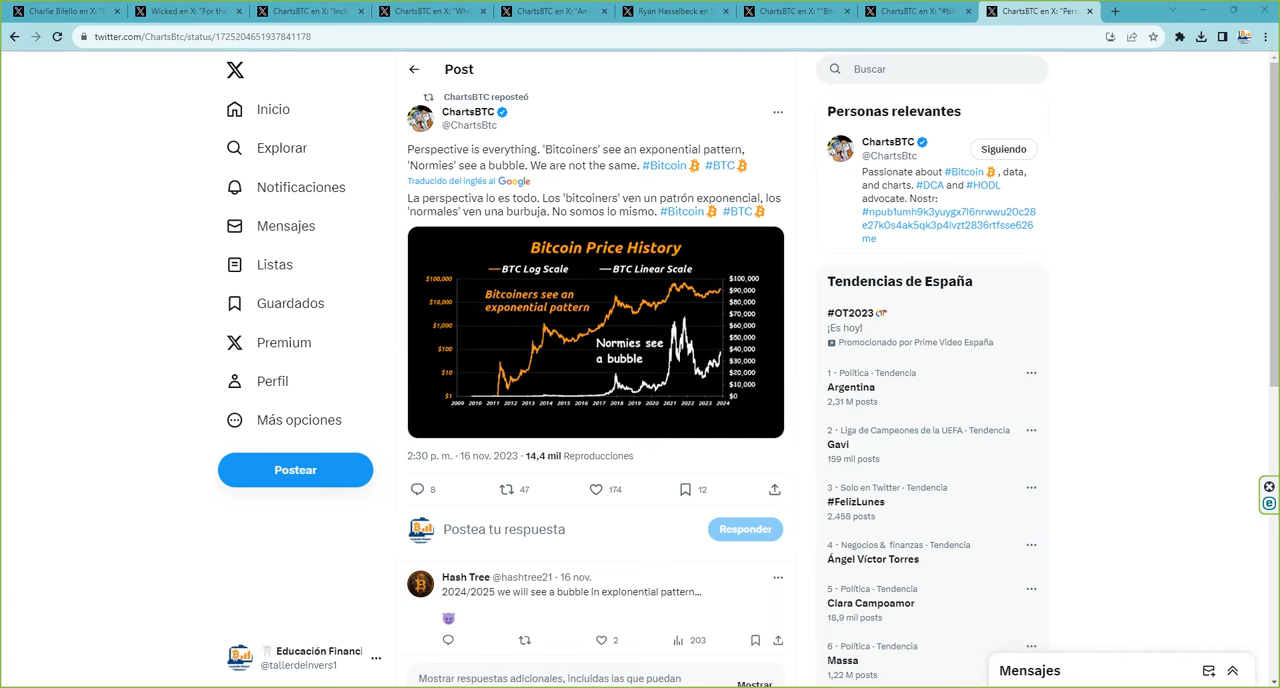 Charlie Bilello en X: "I
Wicked en X: "For the
ChartsBTC en X: "Incl
ChartsBTC en X: "Wh
ChartsBTC en X: "An i
Ryan Hasselbeck en
ChartsBTC en X: ""Bi
ChartsBTC en X: "#bi
ChartsBTC en X: "Per
twitter.com/ChartsBtc/status/1725204651937841178
Post
Buscar
Inicio
Explorar
Notificaciones
Mensajes
Listas
Guardados
Premium
Perfil
Más opciones
Postear
Educación Financi
@tallerdeinvers1
ChartsBTC reposteó
ChartsBTC
@ChartsBtc
Perspective is everything. 'Bitcoiners' see an exponential pattern,
'Normies' see a bubble. We are not the same. #Bitcoin #BTC
Traducido del inglés al Google
La perspectiva lo es todo. Los 'bitcoiners' ven un patrón exponencial, los
'normales' ven una burbuja. No somos lo mismo. #Bitcoin #BTC
Bitcoin Price History
BTC Log Scale BTC Linear Scale
$100,000
$10,000
$1,000
$100
$10
$1
Bitcoiners see an
exponential pattern
Normies see
a bubble
$100,000
$90,000
$80,000
$70,000
$60,000
$50,000
$40,000
$30,000
$20,000
$10,000
$0
2009 2010 2011 2012 2013 2014 2015 2016 2017 2018 2019 2020 2021 2022 2023 2024
2:30 p. m. · 16 nov. 2023 · 14,4 mil Reproducciones
8 47 174 12
Postea tu respuesta
Responder
Hash Tree @hashtree21 · 16 nov.
2024/2025 we will see a bubble in explonential pattern...
2 203
Mostrar respuestas adicionales, incluidas las que puedan
Mostrar
Personas relevantes
ChartsBTC
@ChartsBtc
Siguiendo
Passionate about #Bitcoin , data,
and charts. #DCA and #HODL
advocate. Nostr:
#npub1umh9k3yuygx7l6nrwwu20c28
e27k0s4ak5qk3p4lvzt2836rtfsse626
me
Tendencias de España
#OT2023
¡Es hoy!
Promocionado por Prime Video España
1 · Política · Tendencia
Argentina
2,31 M posts
2 · Liga de Campeones de la UEFA · Tendencia
Gavi
159 mil posts
3 · Solo en Twitter · Tendencia
#FelizLunes
2.458 posts
4 · Negocios & finanzas · Tendencia
Ángel Víctor Torres
5 · Política · Tendencia
Clara Campoamor
18,9 mil posts
6 · Política · Tendencia
Massa
1,22 M posts
Mensajes